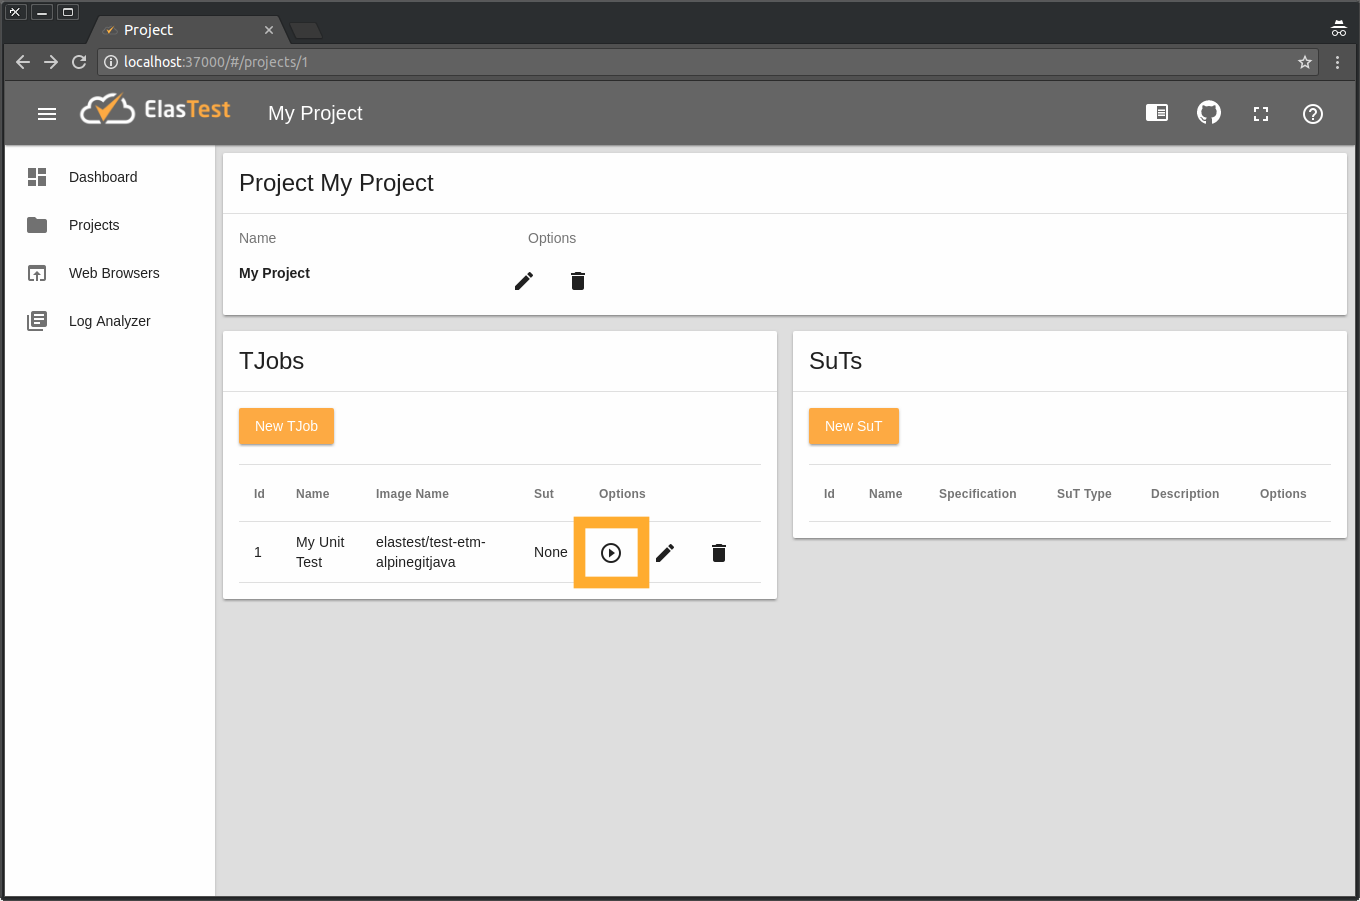 Project
localhost:37000/#/projects/1
ElasTest
My Project
Dashboard
Projects
Web Browsers
Log Analyzer
Project My Project
Name Options
My Project
TJobs
New TJob
Id Name Image Name Sut Options
1 My Unit Test elastest/test-etm-alpinegitjava None
SuTs
New SuT
Id Name Specification SuT Type Description Options